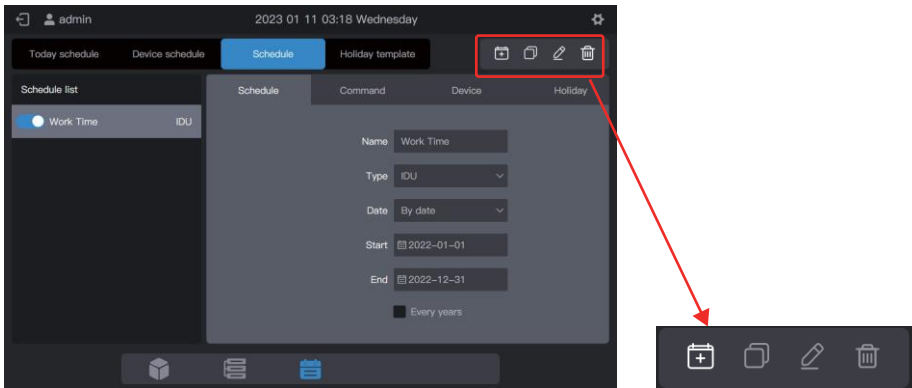 admin 2023 01 11 03:18 Wednesday
Today schedule Device schedule Schedule Holiday template
Schedule list Schedule Command Device Holiday
Work Time IDU
Name Work Time
Type IDU
Date By date
Start 2022-01-01
End 2022-12-31
Every years